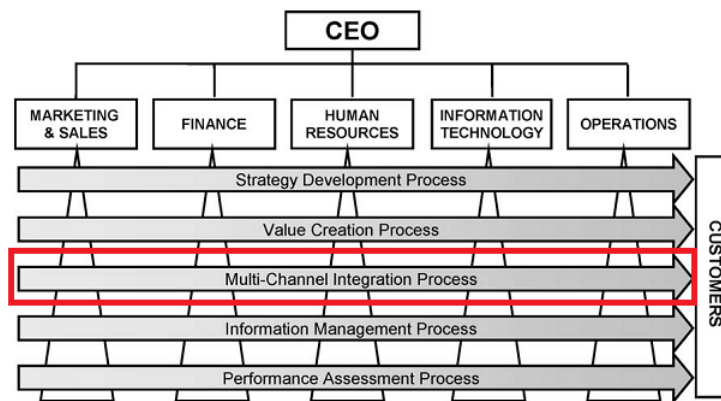 CEO
MARKETING
& SALES
FINANCE
HUMAN
RESOURCES
INFORMATION
TECHNOLOGY
OPERATIONS
Strategy Development Process
Value Creation Process
Multi-Channel Integration Process
Information Management Process
Performance Assessment Process
CUSTOMERS